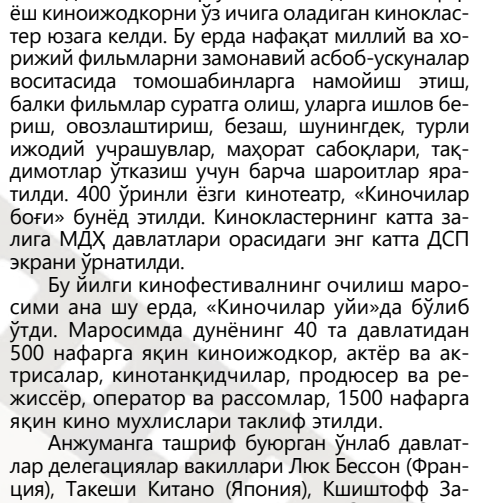 ёш киноижодкорни ўз ичига оладиган кинoклас-
тер юзага келди. Бу ерда нафақат миллий ва хо-
рижий фильмларни замонавий асбоб-ускуналар
воситасида томошабинларга намойиш этиш,
балки фильмлар суратга олиш, уларга ишлов бе-
риш, овозлаштириш, безаш, шунингдек, турли
ижодий учрашувлар, маҳорат сабоқлари, тақ-
димотлар ўтказиш учун барча шароитлар яра-
тилди. 400 ўринли ёзги кинотеатр, «Киночилар
боғи» бунёд этилди. Кинокластернинг катта за-
лига МДҲ давлатлари орасидаги энг катта ДСП
экрани ўрнатилди.
Бу йилги кинофестивалнинг очилиш маро-
сими ана шу ерда, «Киночилар уйи»да бўлиб
ўтди. Маросимда дунёнинг 40 та давлатидан
500 нафарга яқин киноижодкор, актёр ва ак-
трисалар, кинотанқидчилар, продюсер ва ре-
жиссёр, оператор ва рассомлар, 1500 нафарга
яқин кино мухлислари таклиф этилди.
Анжуманга ташриф буюрган ўнлаб давлат-
лар делегациялар вакиллари Люк Бессон (Фран-
ция), Такеши Китано (Япония), Кшиштофф За-